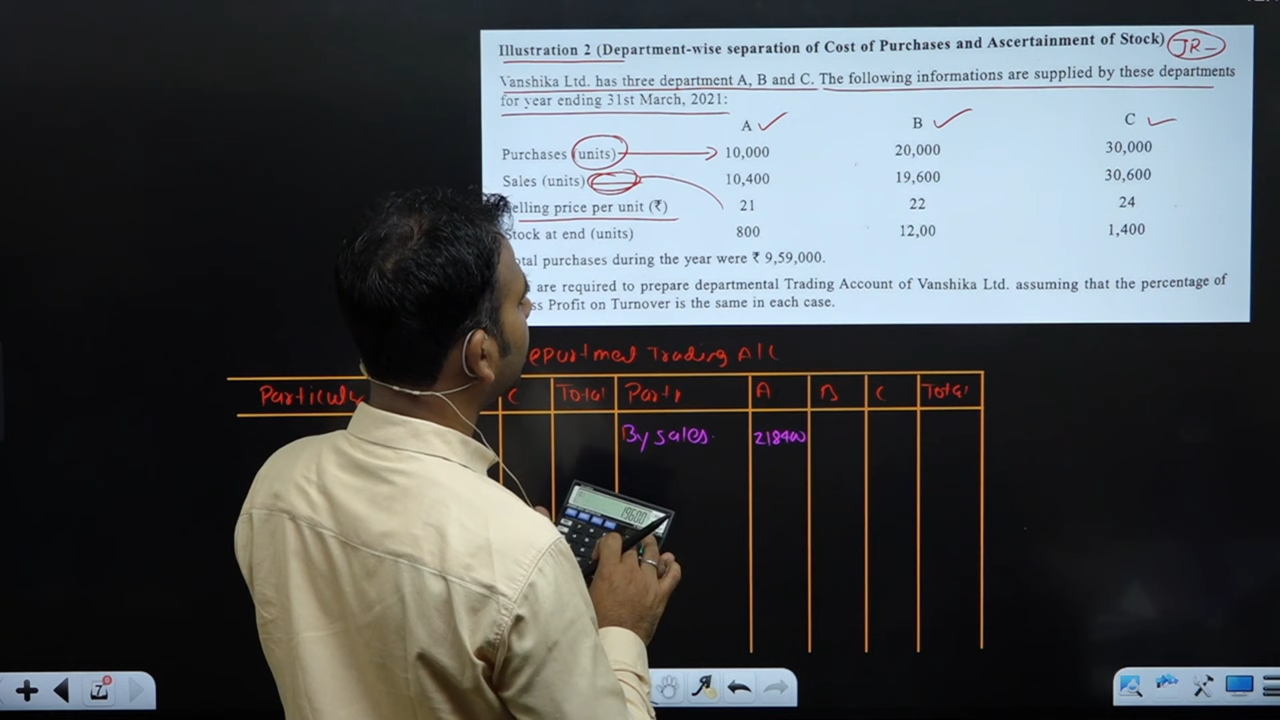 Illustration 2 (Department-wise separation of Cost of Purchases and Ascertainment of Stock) JR
Vanshika Ltd. has three department A, B and C. The following informations are supplied by these departments
for year ending 31st March, 2021:
A B C
Purchases (units) 10,000 20,000 30,000
Sales (units) 10,400 19,600 30,600
elling price per unit (₹) 21 22 24
Stock at end (units) 800 12,00 1,400
otal purchases during the year were ₹ 9,59,000.
are required to prepare departmental Trading Account of Vanshika Ltd. assuming that the percentage of
ss Profit on Turnover is the same in each case.
epartmal Trading A/C
Particula C Total Partr A B C Total
By sales. 218400
19600
7